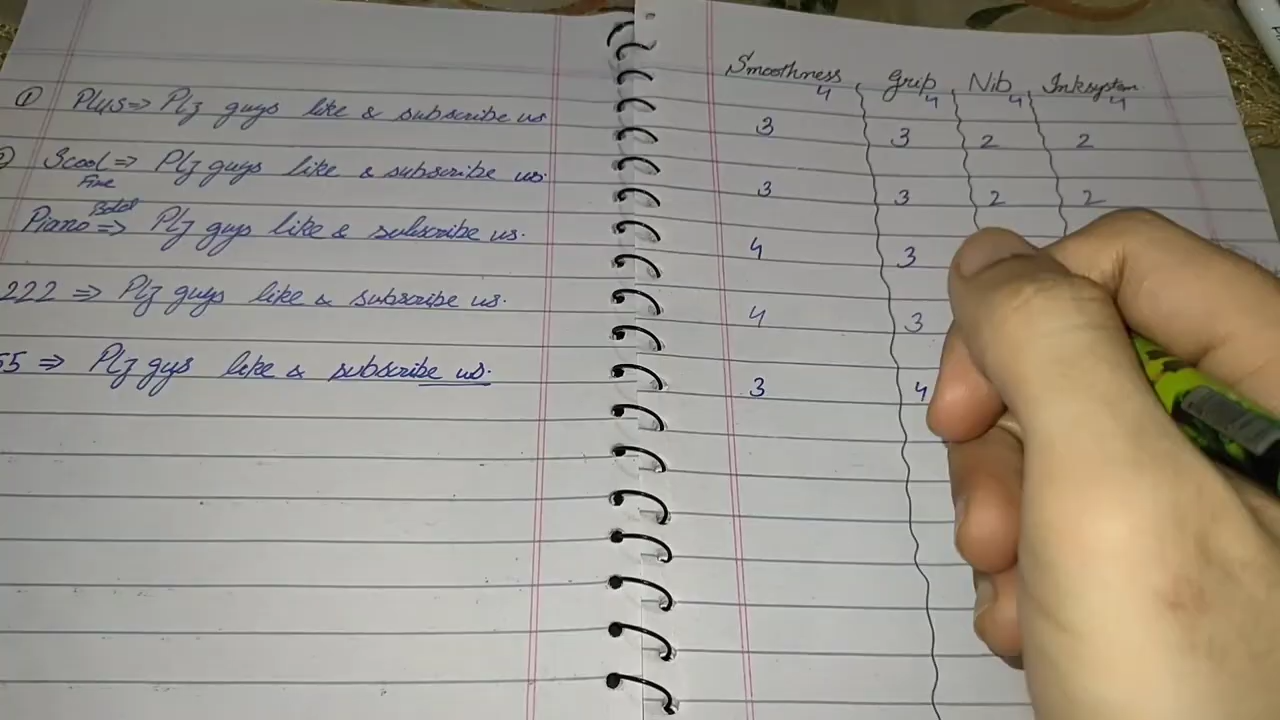 ① Plus => Plz guys like & subscribe us
Scool => Plz guys like & subscribe us.
Fine
Piano Bold => Plz guys like & subscribe us.
222 => Plz guys like & subscribe us.
55 => Plz gys like & subscribe us.
Smoothness 4 Grip 4 Nib 4 Inksystem 4
3 3 2 2
3 3 2 2
4 3
4 3
3 4